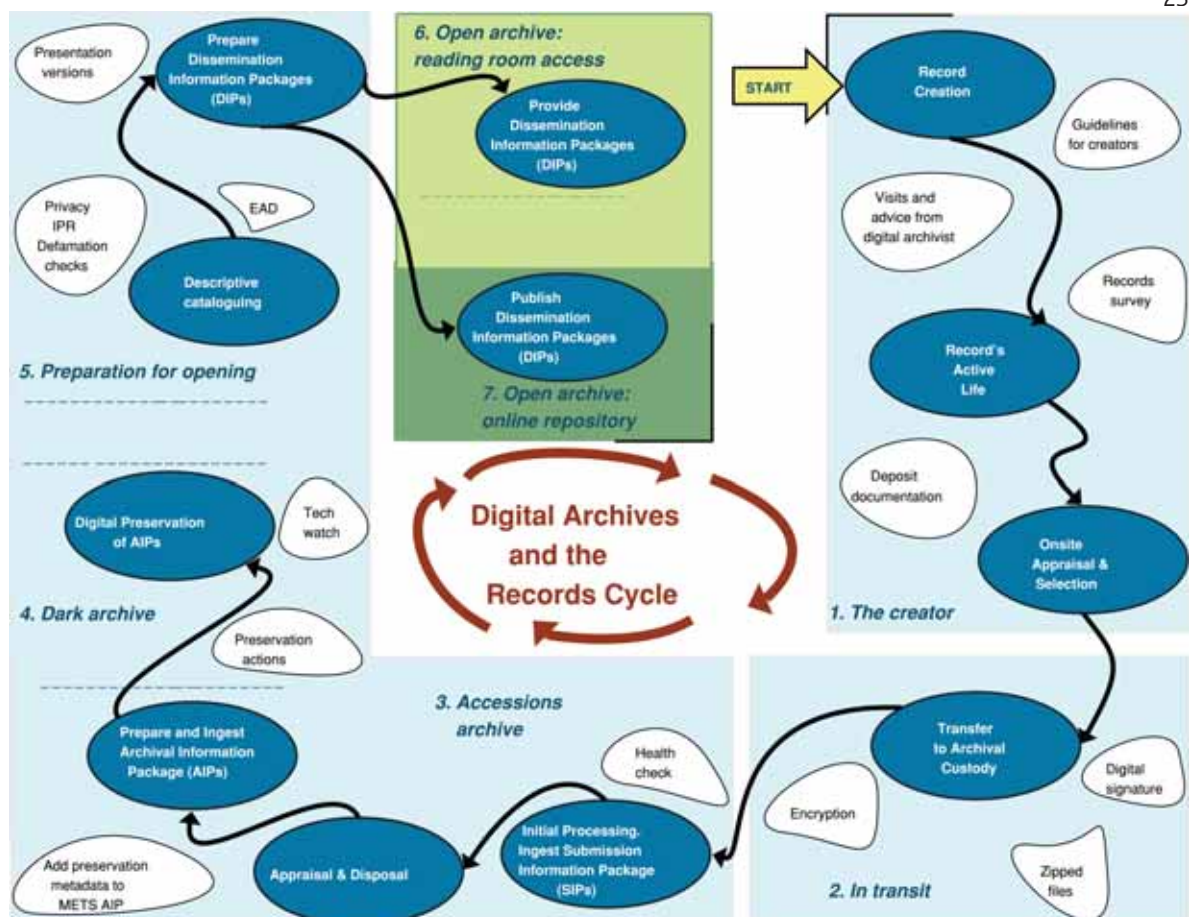 START
Record
Creation
Guidelines
for creators
Visits and
advice from
digital archivist
Records
survey
Record's
Active
Life
Deposit
documentation
Onsite
Appraisal &
Selection
1. The creator
Transfer
to Archival
Custody
Digital
signature
Encryption
Zipped
files
2. In transit
3. Accessions
archive
Health
check
Initial Processing.
Ingest Submission
Information Package
(SIPs)
Appraisal & Disposal
Add preservation
metadata to
METS AIP
Prepare and Ingest
Archival Information
Package (AIPs)
Preservation
actions
4. Dark archive
Digital Preservation
of AIPs
Tech
watch
5. Preparation for opening
Descriptive
cataloguing
EAD
Privacy
IPR
Defamation
checks
Presentation
versions
Prepare
Dissemination
Information Packages
(DIPs)
6. Open archive:
reading room access
Provide
Dissemination
Information Packages
(DIPs)
Publish
Dissemination
Information Packages
(DIPs)
7. Open archive:
online repository
Digital Archives
and the
Records Cycle